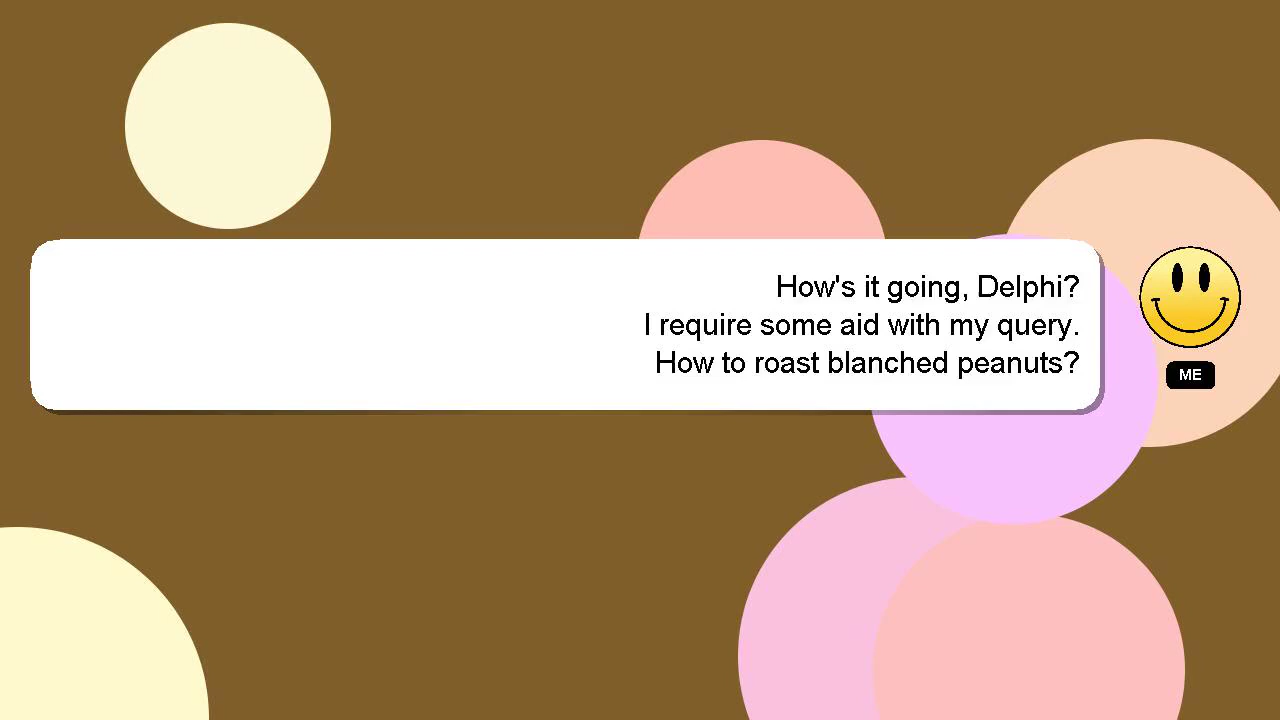 How's it going, Delphi?
I require some aid with my query.
How to roast blanched peanuts?
ME